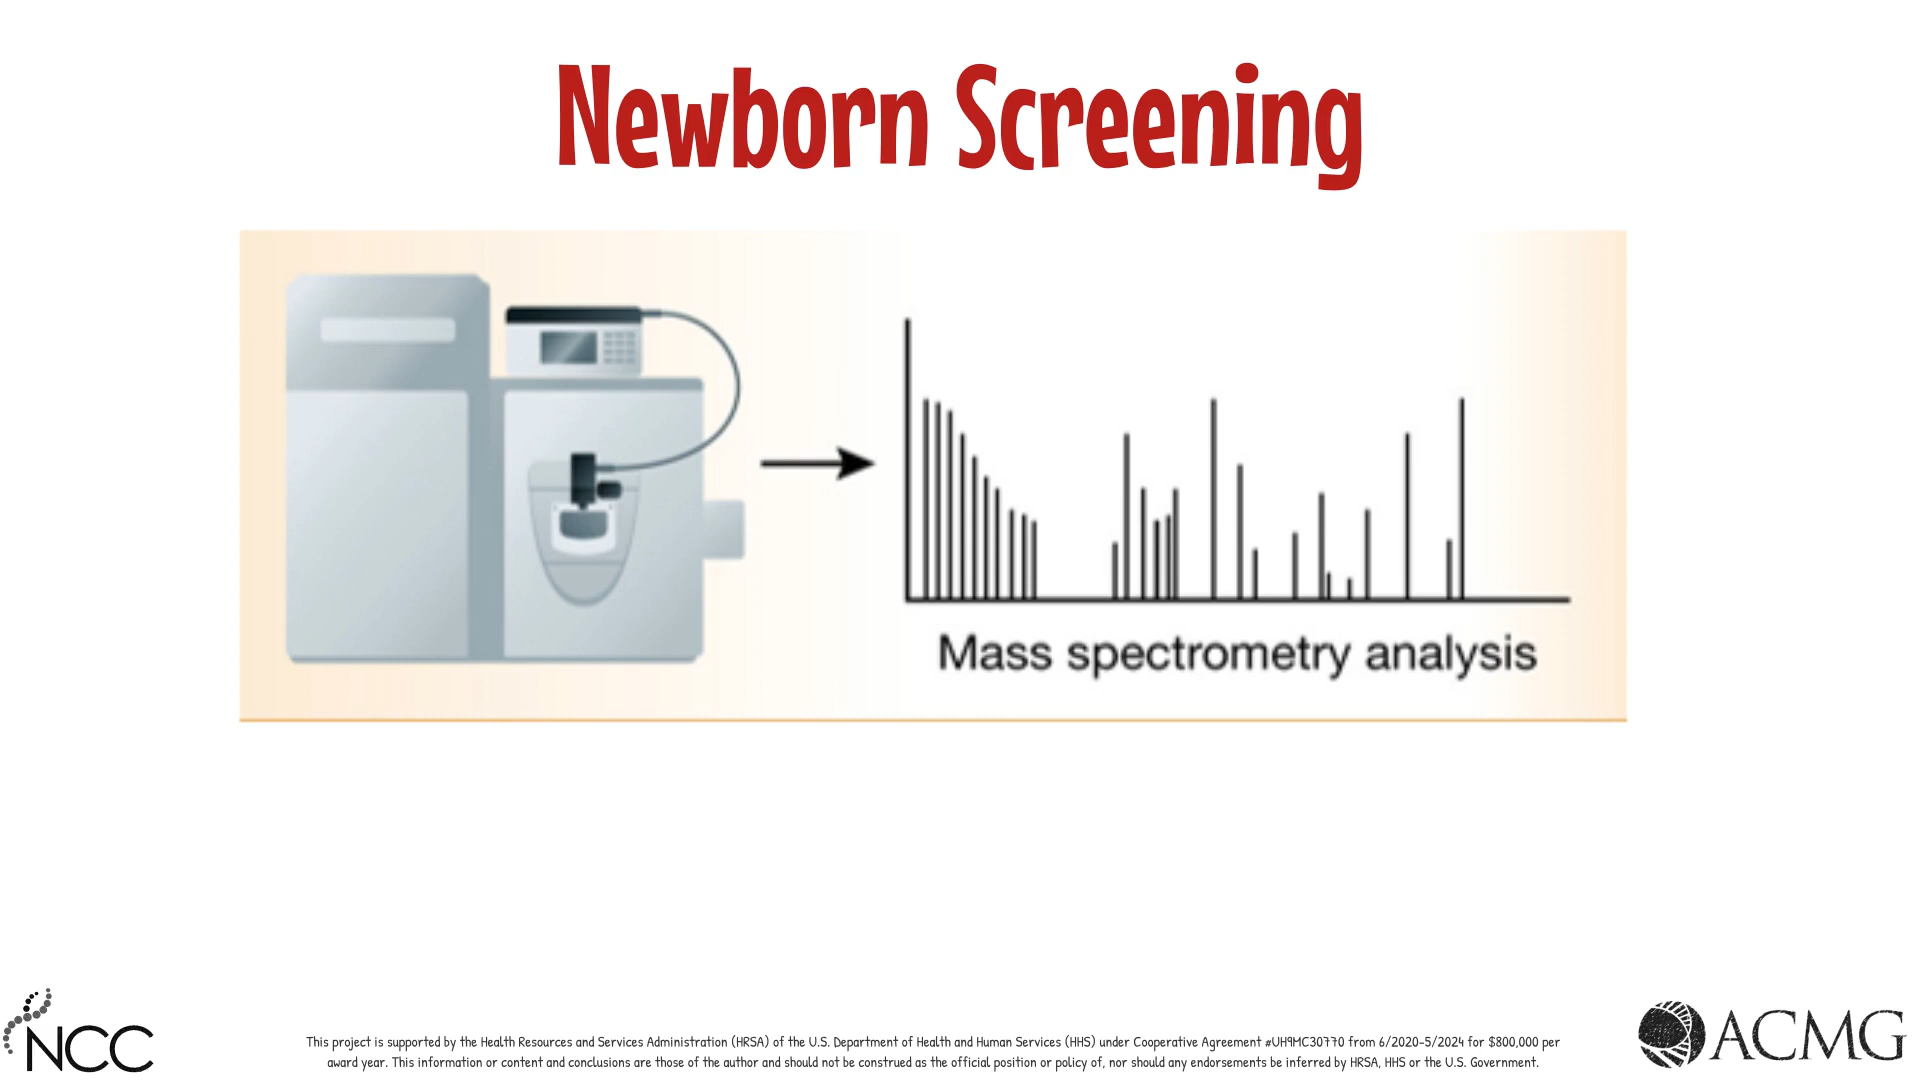 Newborn Screening
Mass spectrometry analysis
NCC
This project is supported by the Health Resources and Services Administration (HRSA) of the U.S. Department of Health and Human Services (HHS) under Cooperative Agreement #UH9MC30770 from 6/2020-5/2024 for $800,000 per
award year. This information or content and conclusions are those of the author and should not be construed as the official position or policy of, nor should any endorsements be inferred by HRSA, HHS or the U.S. Government.
ACMG